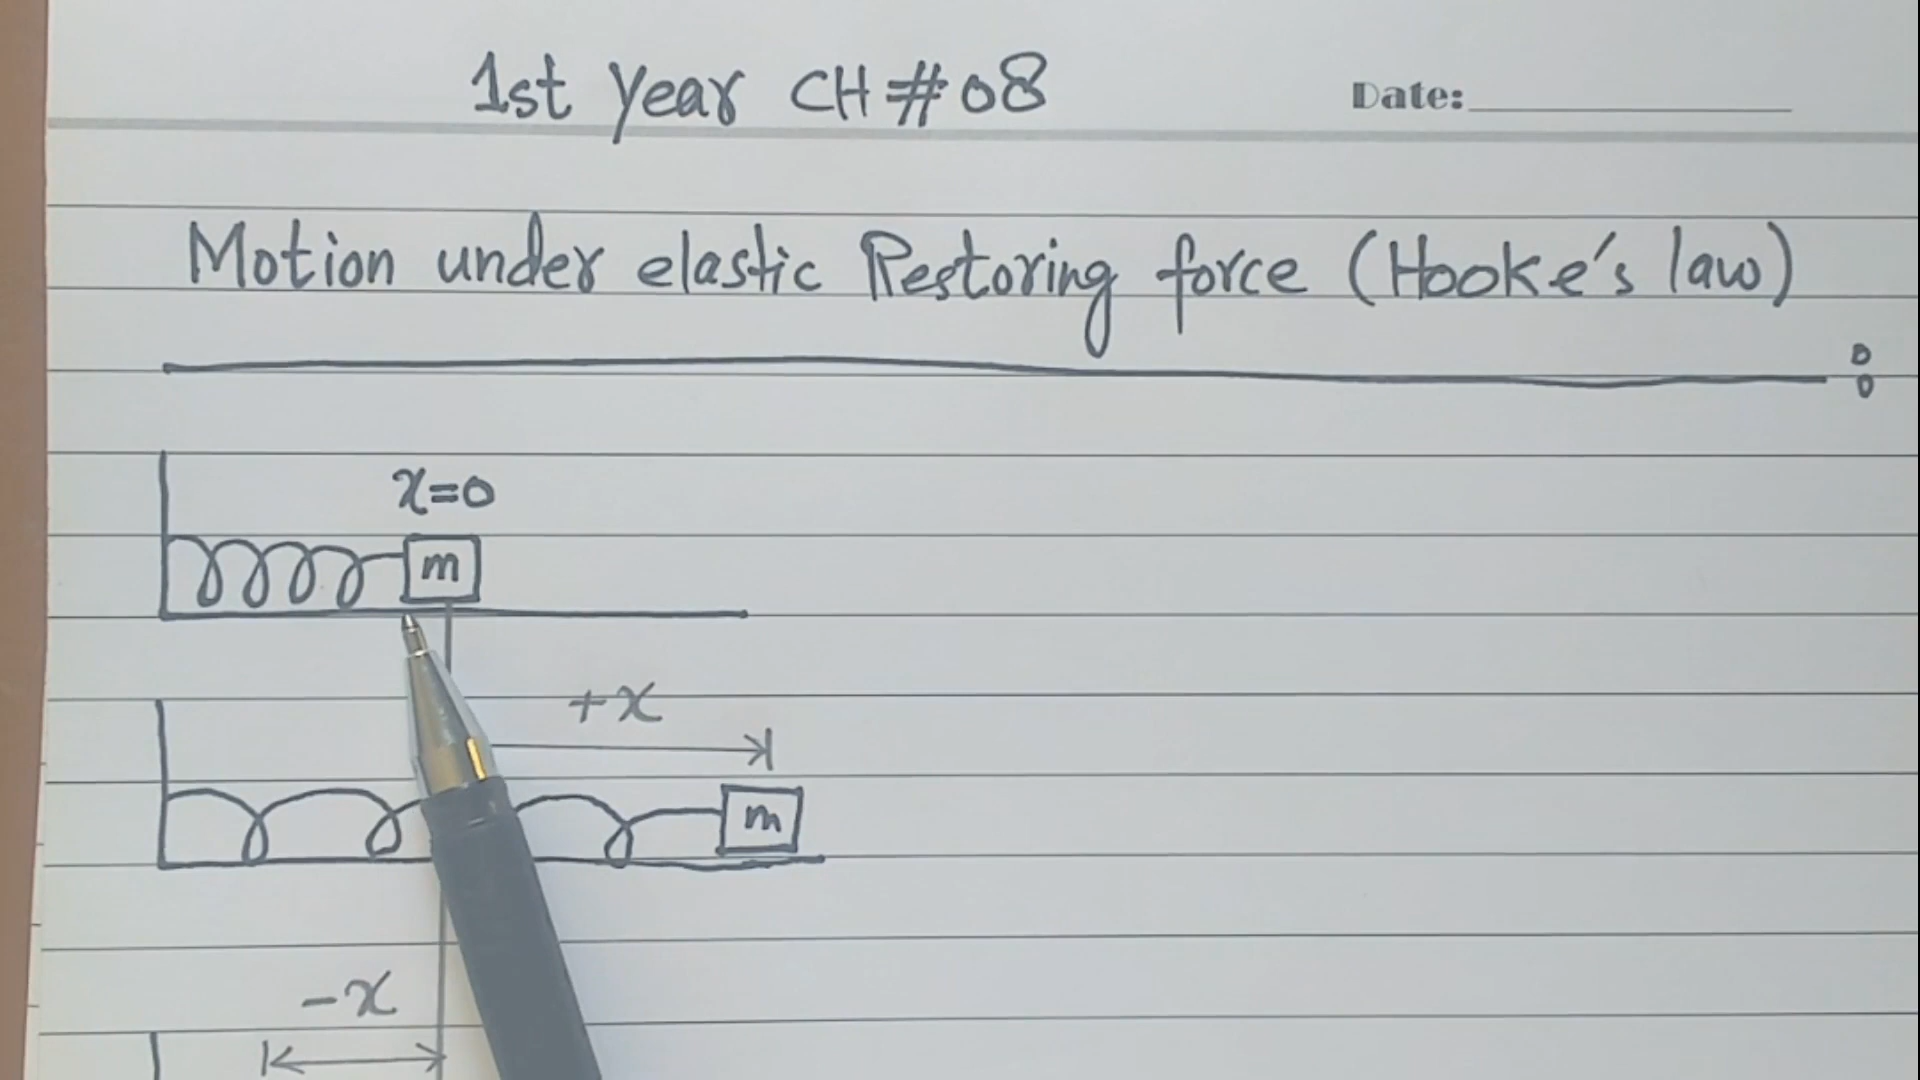 1st Year CH#08
Date:
Motion under elastic Restoring force (Hooke's law)
x=0
m
+x
m
-x